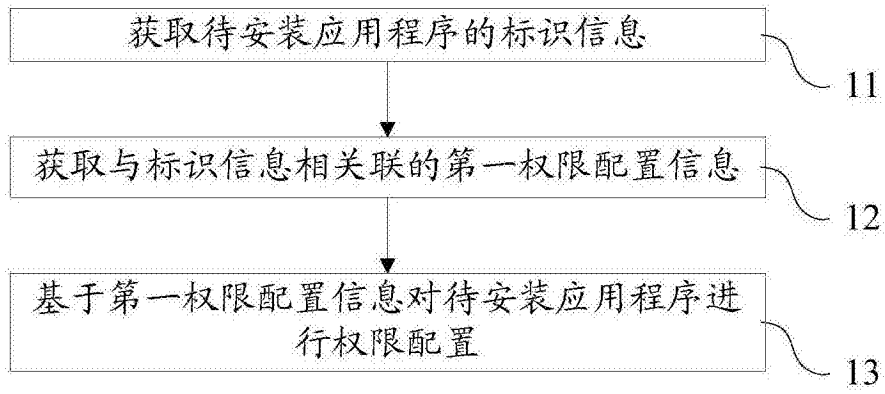 获取待安装应用程序的标识信息
11
获取与标识信息相关联的第一权限配置信息
12
基于第一权限配置信息对待安装应用程序进
行权限配置
13